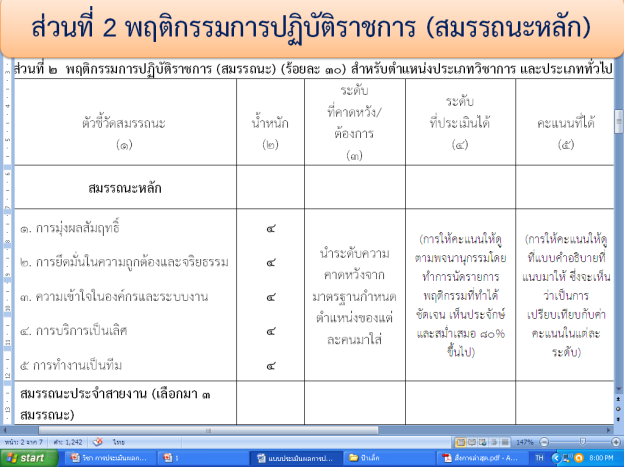 ส่วนที่ 2 พฤติกรรมการปฏิบัติราชการ (สมรรถนะหลัก)
ส่วนที่ ๒ พฤติกรรมการปฏิบัติราชการ (สมรรถนะ) (ร้อยละ ๓๐) สำหรับตำแหน่งประเภทวิชาการ และประเภททั่วไป
ตัวชี้วัดสมรรถนะ
(๑)
น้ำหนัก
(๒)
ระดับ
ที่คาดหวัง/
ต้องการ
(๓)
ระดับ
ที่ประเมินได้
(๔)
คะแนนที่ได้
(๕)
สมรรถนะหลัก
๑. การมุ่งผลสัมฤทธิ์
๒. การยึดมั่นในความถูกต้องและจริยธรรม
๓. ความเข้าใจในองค์กรและระบบงาน
๔. การบริการเป็นเลิศ
๕ การทำงานเป็นทีม
๔
๔
๔
๔
๔
นำระดับความ
คาดหวังจาก
มาตรฐานกำหนด
ตำแหน่งของแต่
ละคนมาใส่
(การให้คะแนนให้ดู
ตามพจนานุกรมโดย
ทำการนัดรายการ
พฤติกรรมที่ทำได้
ชัดเจน เห็นประจักษ์
และสม่ำเสมอ ๘๐%
ขึ้นไป)
(การให้คะแนนให้ดู
ที่แบบคำอธิบายที่
แนบมาให้ ซึ่งจะเห็น
ว่าเป็นการ
เปรียบเทียบกับค่า
คะแนนในแต่ละ
ระดับ)
สมรรถนะประจำสายงาน (เลือกมา ๓
สมรรถนะ)
หน้า: 2 จาก 7 คำ: 1,242 ไทย 147%
start วิชา การประเมินผลก... แบบประเมินผลการป... ป้าเล็ก สั่งการล่าสุด.pdf - A... TH 8:00 PM